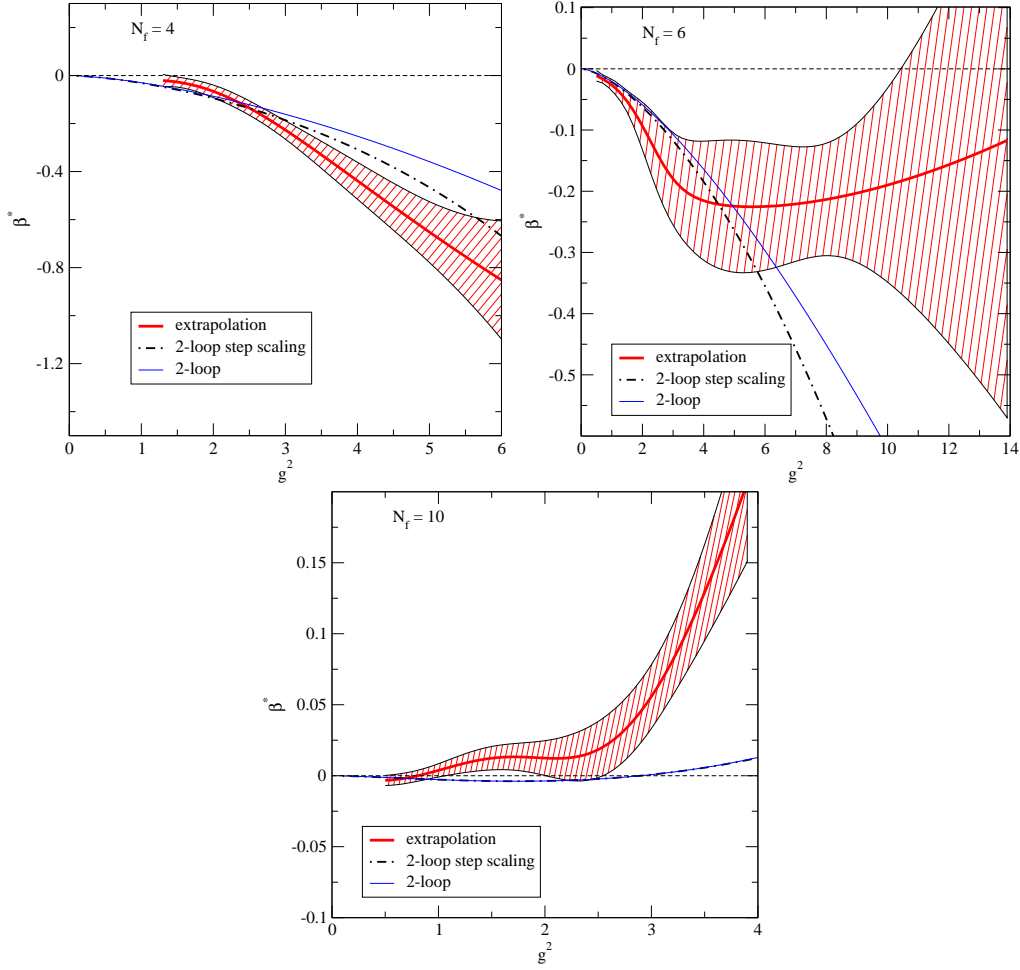 N_f = 4
0
-0.4
-0.8
-1.2
β*
extrapolation
2-loop step scaling
2-loop
0 1 2 3 4 5 6
g^2
N_f = 6
0.1
0
-0.1
-0.2
-0.3
-0.4
-0.5
β*
extrapolation
2-loop step scaling
2-loop
0 2 4 6 8 10 12 14
g^2
N_f = 10
0.15
0.1
0.05
0
-0.05
-0.1
β*
extrapolation
2-loop step scaling
2-loop
0 1 2 3 4
g^2